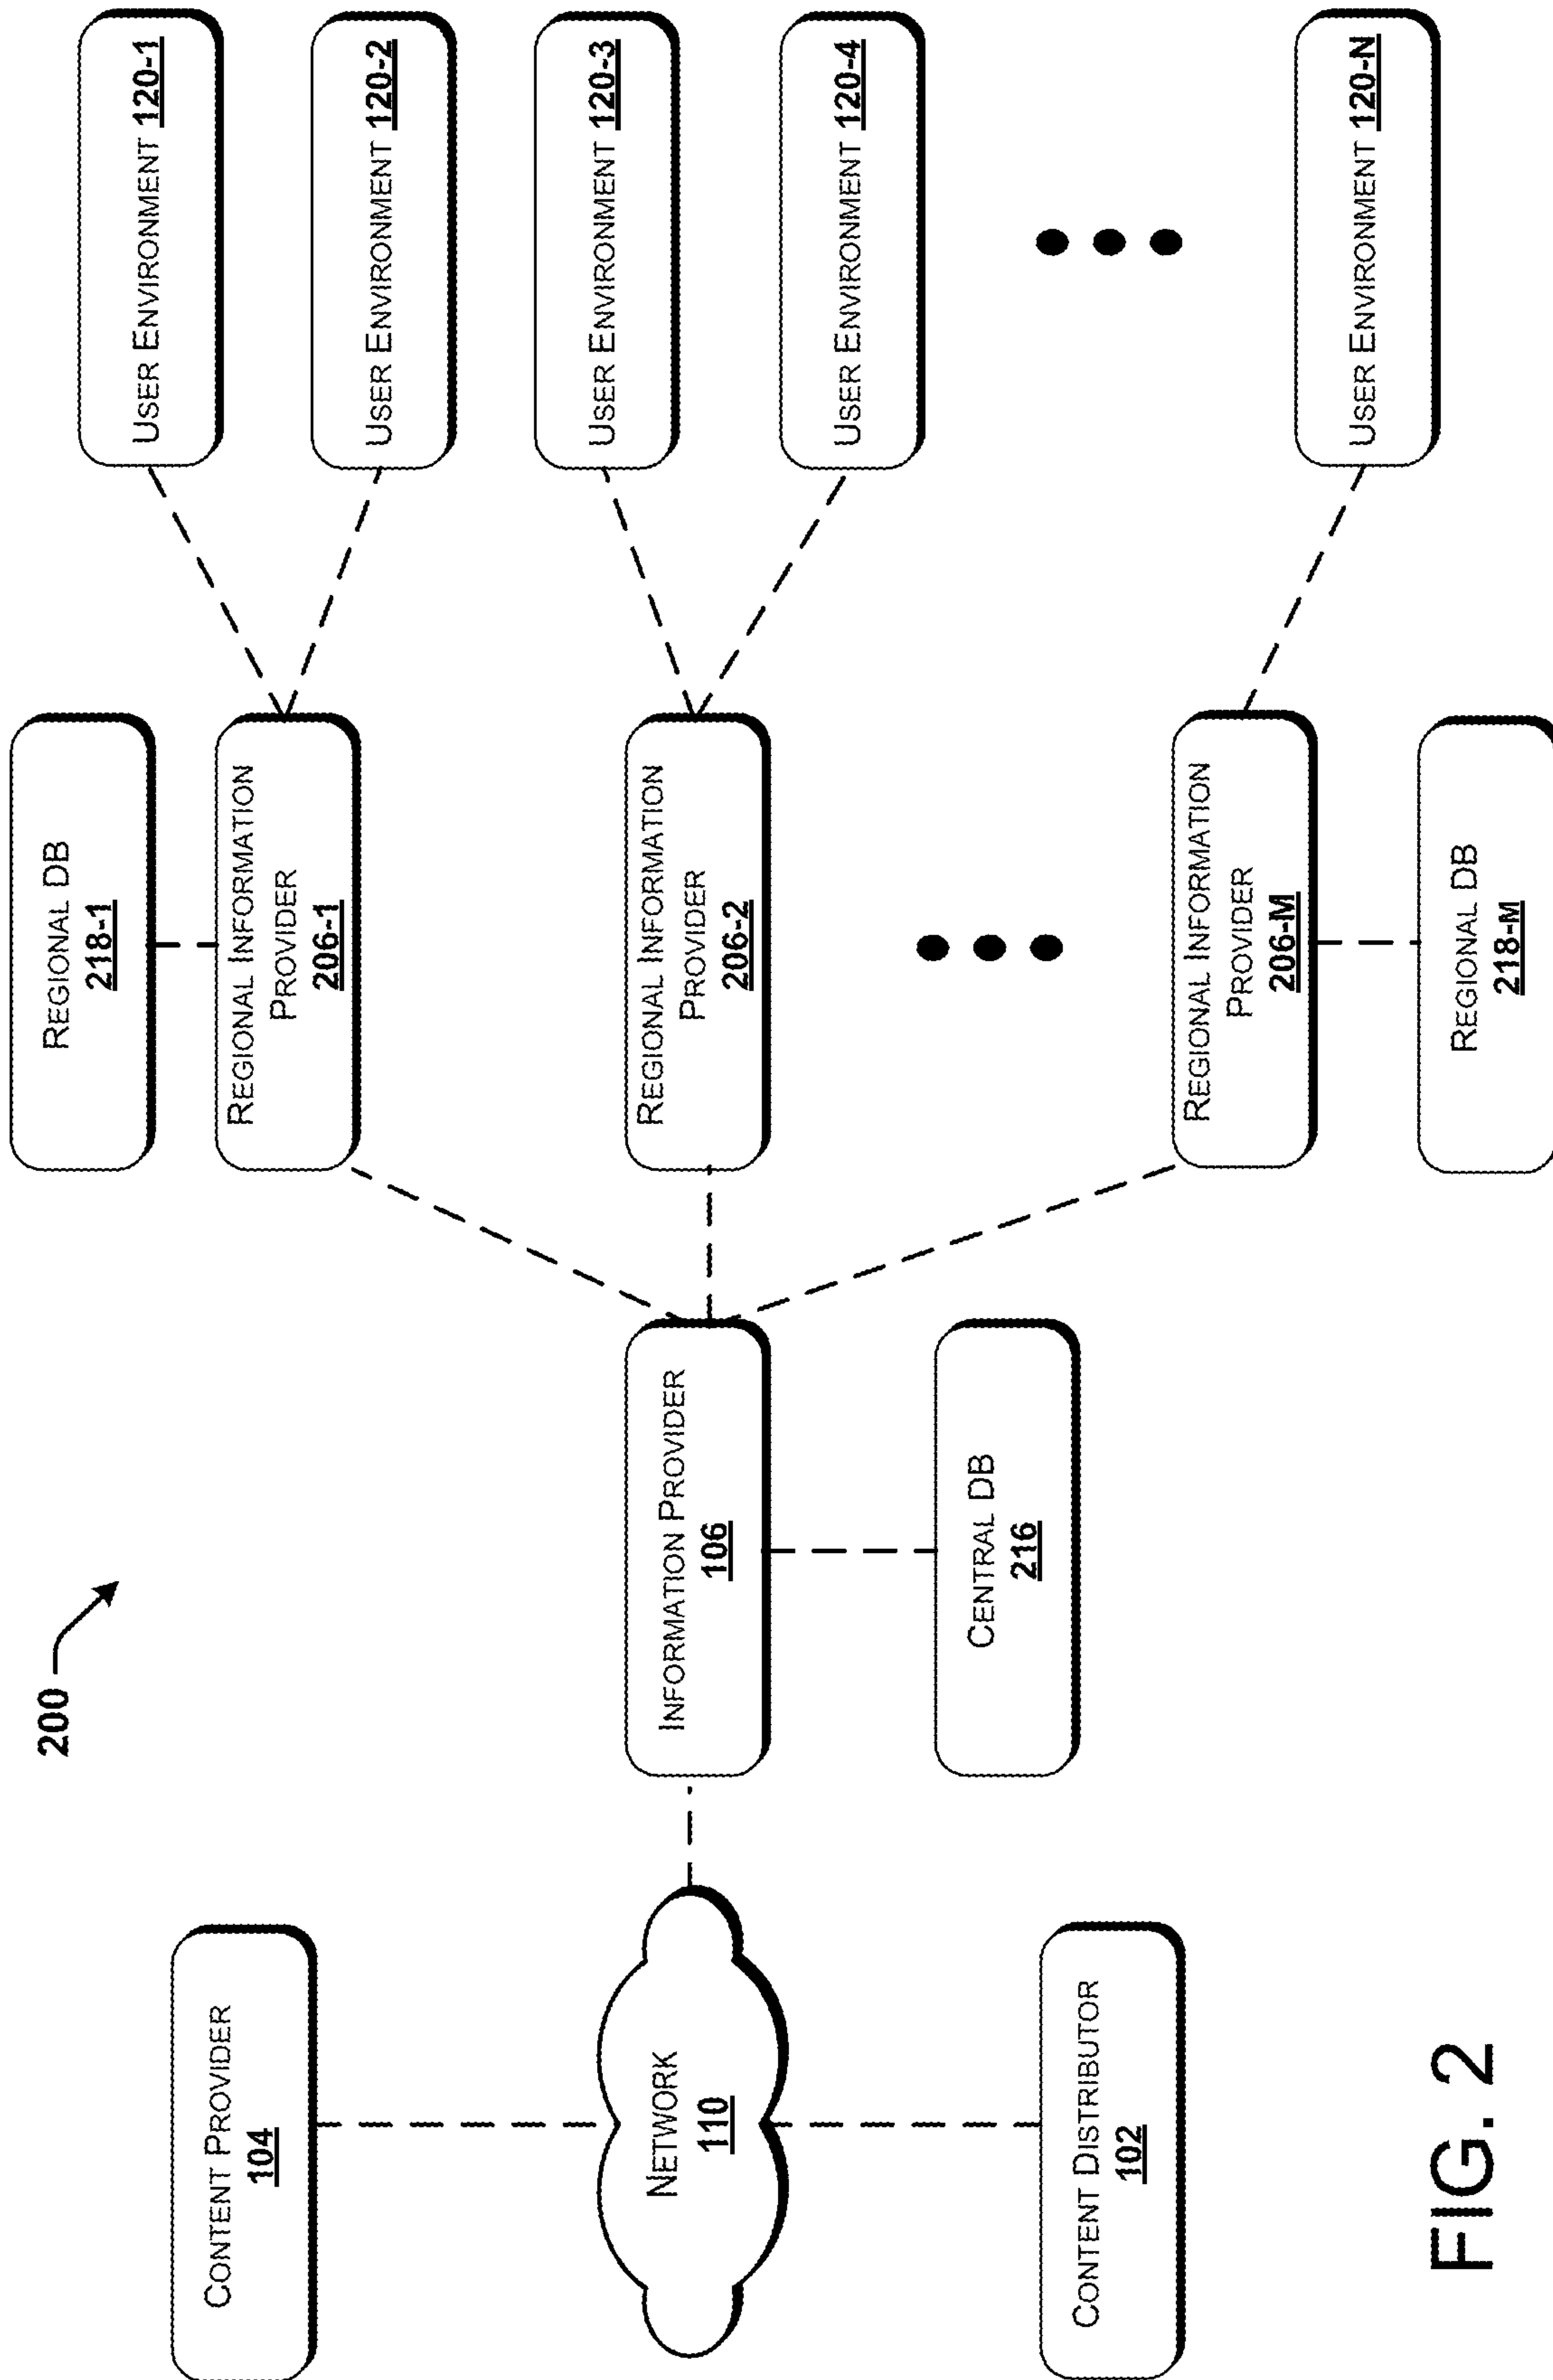 200
CONTENT PROVIDER
104
NETWORK
110
CONTENT DISTRIBUTOR
102
INFORMATION PROVIDER
106
CENTRAL DB
216
REGIONAL DB
218-1
REGIONAL INFORMATION
PROVIDER
206-1
REGIONAL INFORMATION
PROVIDER
206-2
REGIONAL INFORMATION
PROVIDER
206-M
REGIONAL DB
218-M
USER ENVIRONMENT 120-1
USER ENVIRONMENT 120-2
USER ENVIRONMENT 120-3
USER ENVIRONMENT 120-4
USER ENVIRONMENT 120-N
FIG. 2